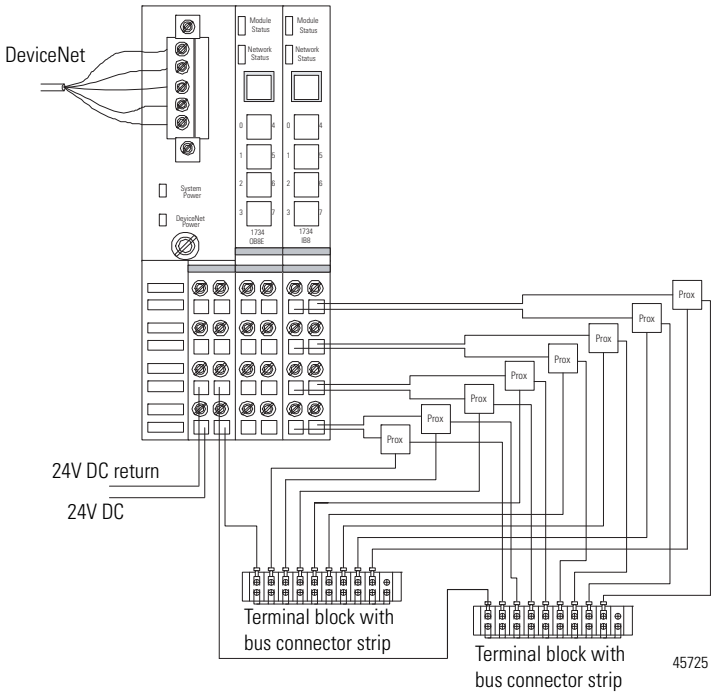 DeviceNet
Module
Status
Module
Status
Network
Status
Network
Status
0
4
0
4
1
5
1
5
2
6
2
6
3
7
3
7
System
Power
DeviceNet
Power
1734
OB8E
1734
IB8
Prox
Prox
Prox
Prox
Prox
Prox
Prox
Prox
24V DC return
24V DC
Terminal block with
bus connector strip
Terminal block with
bus connector strip
45725